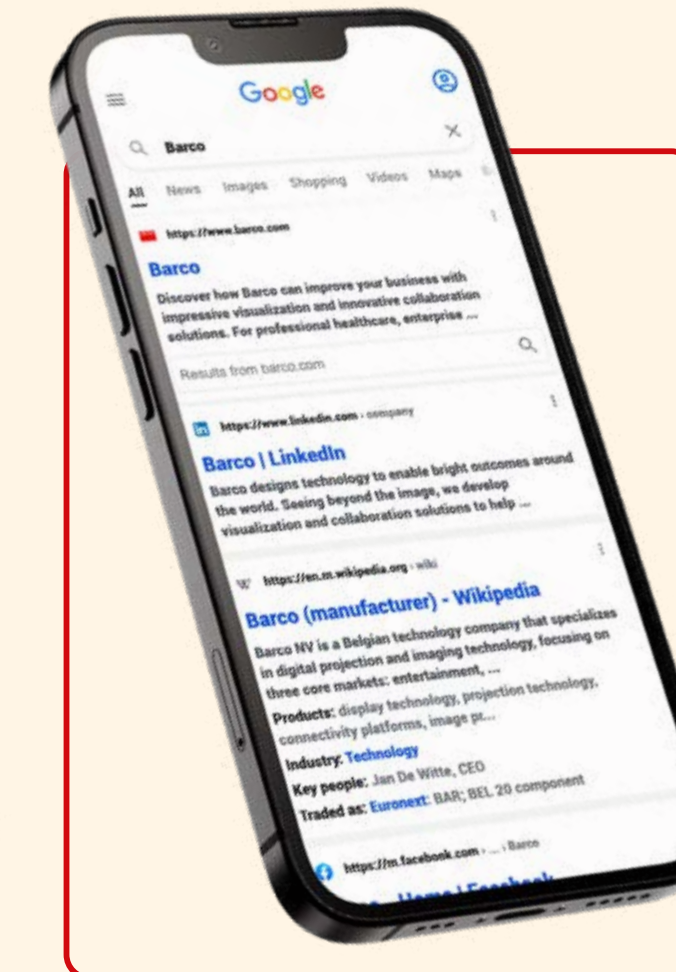 Google
Barco
All News Images Shopping Videos Maps
https://www.barco.com
Barco
Discover how Barco can improve your business with
impressive visualization and innovative collaboration
solutions. For professional healthcare, enterprise ...
Results from barco.com
https://www.linkedin.com › company
Barco | LinkedIn
Barco designs technology to enable bright outcomes around
the world. Seeing beyond the image, we develop
visualization and collaboration solutions to help ...
W https://en.m.wikipedia.org › wiki
Barco (manufacturer) - Wikipedia
Barco NV is a Belgian technology company that specializes
in digital projection and imaging technology, focusing on
three core markets: entertainment, ...
Products: display technology, projection technology,
connectivity platforms, image pr...
Industry: Technology
Key people: Jan De Witte, CEO
Traded as: Euronext: BAR; BEL 20 component
https://m.facebook.com › ... › Barco
Home | Facebook